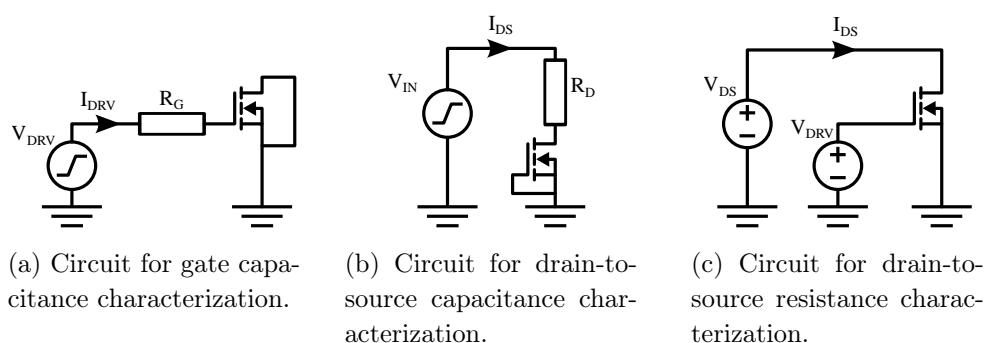 I_DRV
R_G
V_DRV
(a) Circuit for gate capa-
citance characterization.
I_DS
V_IN
R_D
(b) Circuit for drain-to-
source capacitance char-
acterization.
I_DS
V_DS
V_DRV
(c) Circuit for drain-to-
source resistance charac-
terization.